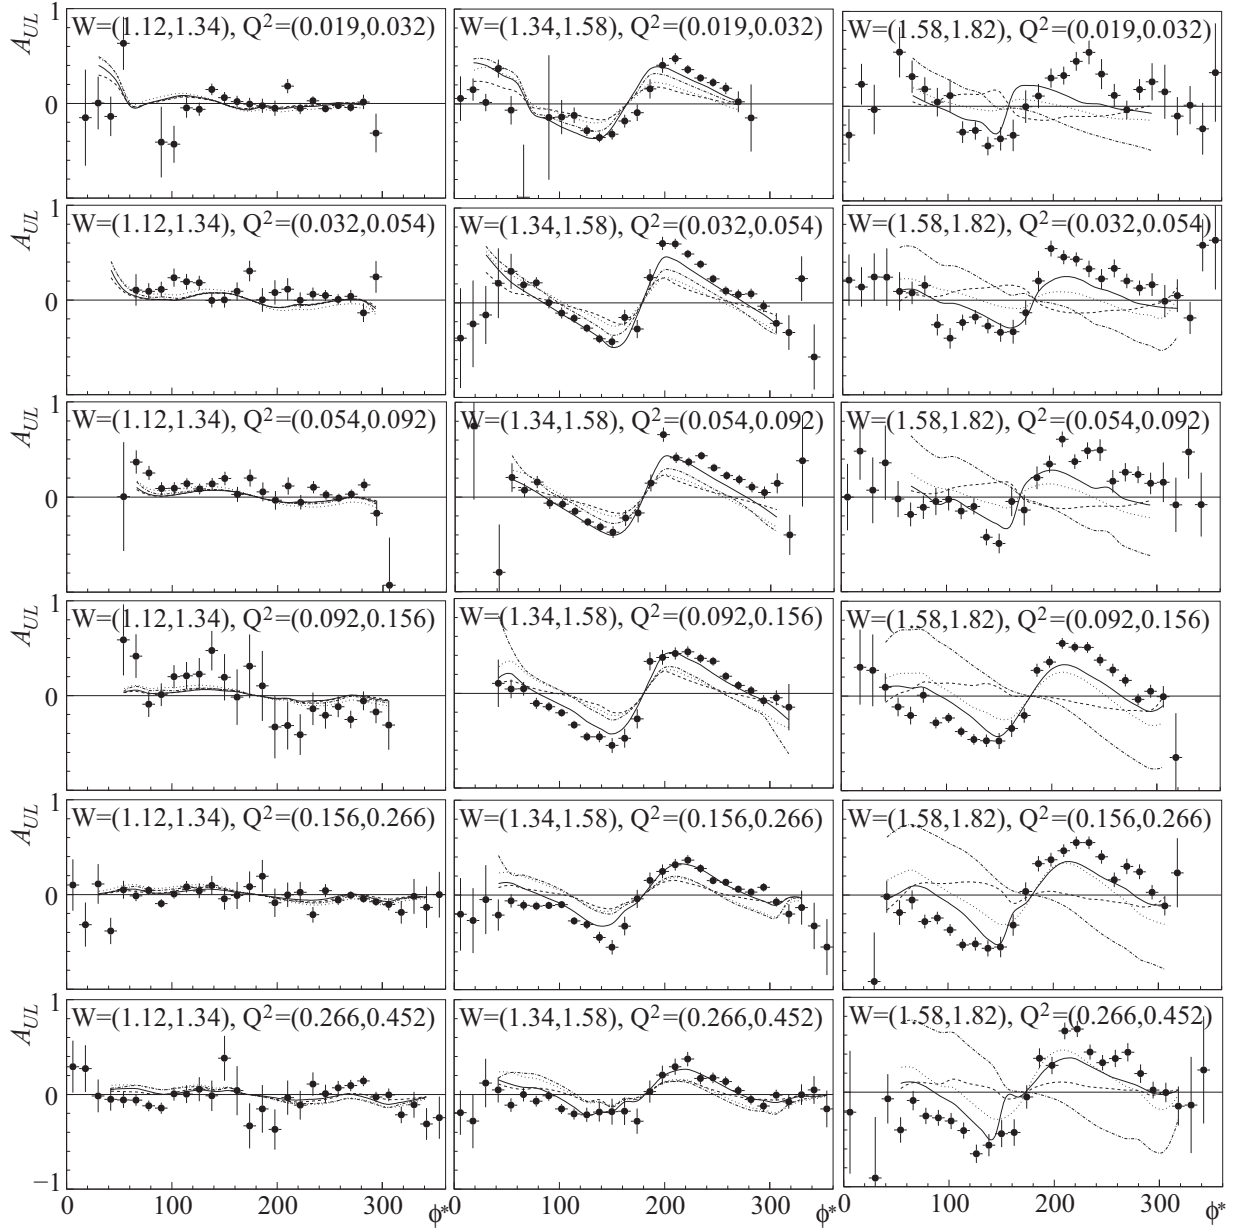 1
A_UL
W=(1.12,1.34), Q²=(0.019,0.032)
W=(1.34,1.58), Q²=(0.019,0.032)
W=(1.58,1.82), Q²=(0.019,0.032)
0
1
A_UL
W=(1.12,1.34), Q²=(0.032,0.054)
W=(1.34,1.58), Q²=(0.032,0.054)
W=(1.58,1.82), Q²=(0.032,0.054)
0
1
A_UL
W=(1.12,1.34), Q²=(0.054,0.092)
W=(1.34,1.58), Q²=(0.054,0.092)
W=(1.58,1.82), Q²=(0.054,0.092)
0
1
A_UL
W=(1.12,1.34), Q²=(0.092,0.156)
W=(1.34,1.58), Q²=(0.092,0.156)
W=(1.58,1.82), Q²=(0.092,0.156)
0
1
A_UL
W=(1.12,1.34), Q²=(0.156,0.266)
W=(1.34,1.58), Q²=(0.156,0.266)
W=(1.58,1.82), Q²=(0.156,0.266)
0
1
A_UL
W=(1.12,1.34), Q²=(0.266,0.452)
W=(1.34,1.58), Q²=(0.266,0.452)
W=(1.58,1.82), Q²=(0.266,0.452)
0
−1
0 100 200 300 ϕ*
0 100 200 300 ϕ*
0 100 200 300 ϕ*